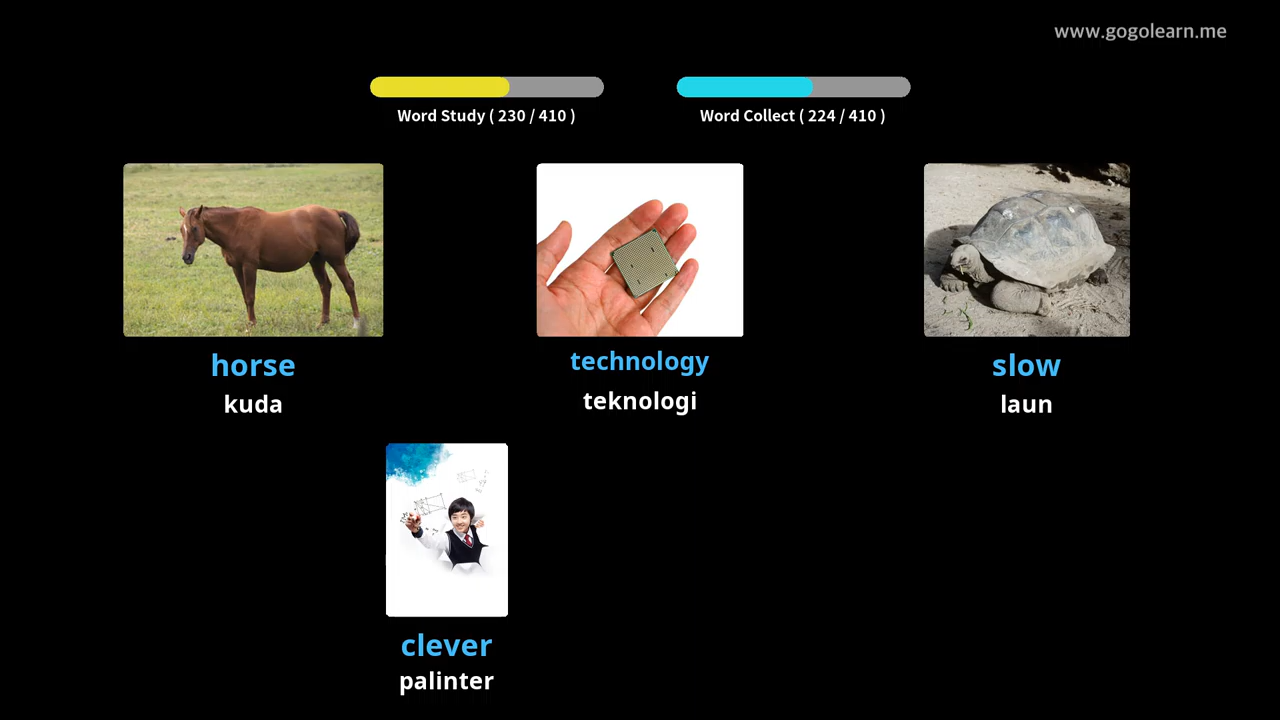 www.gogolearn.me
Word Study ( 230 / 410 )
Word Collect ( 224 / 410 )
horse
kuda
technology
teknologi
slow
laun
clever
palinter